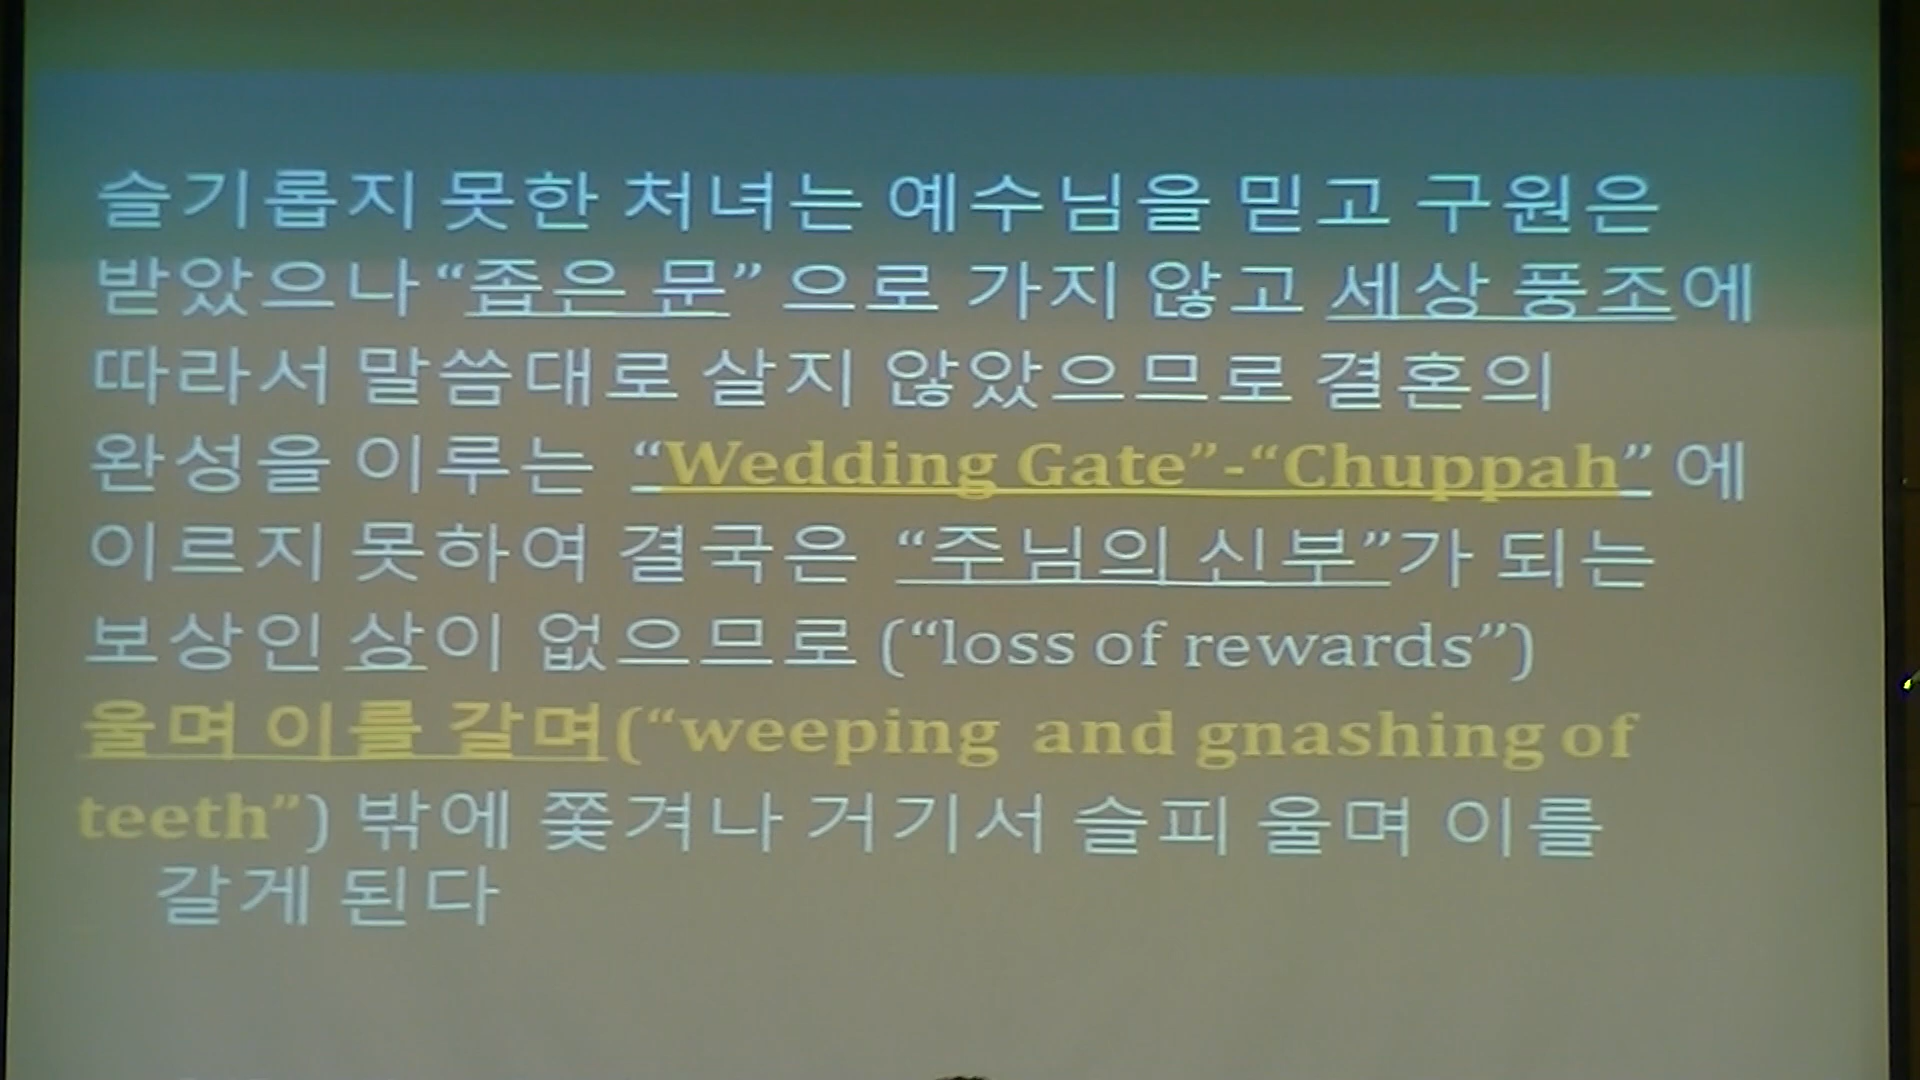 슬기롭지 못한 처녀는 예수님을 믿고 구원은
받았으나 “좁은 문” 으로 가지 않고 세상 풍조에
따라서 말씀대로 살지 않았으므로 결혼의
완성을 이루는 “Wedding Gate”-“Chuppah” 에
이르지 못하여 결국은 “주님의 신부”가 되는
보상인 상이 없으므로 (“loss of rewards”)
울며 이를 갈며(“weeping and gnashing of
teeth”) 밖에 쫓겨나 거기서 슬피 울며 이를
갈게 된다